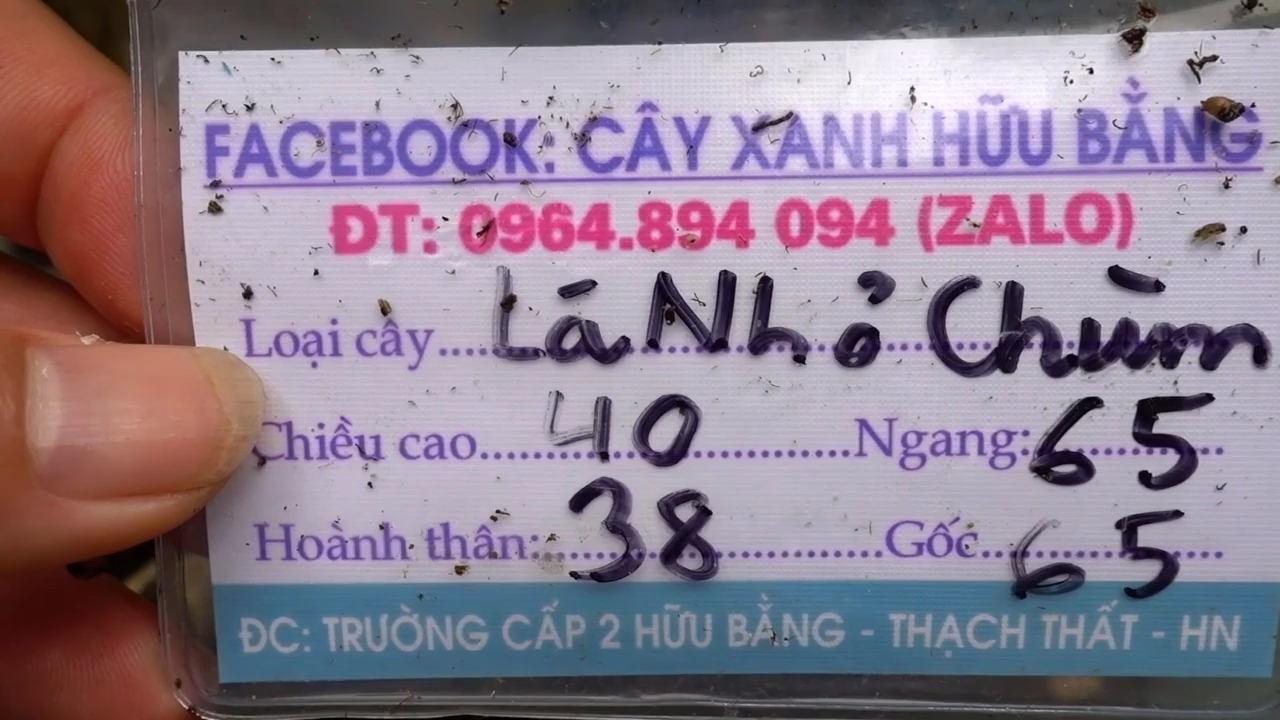 FACEBOOK: CÂY XANH HỮU BẰNG
ĐT: 0964.894 094 (ZALO)
Loại cây....Lá Nhỏ Chùm
Chiều cao....40....Ngang:..65
Hoành thân:..38....Gốc..65
ĐC: TRƯỜNG CẤP 2 HỮU BẰNG - THẠCH THẤT - HN